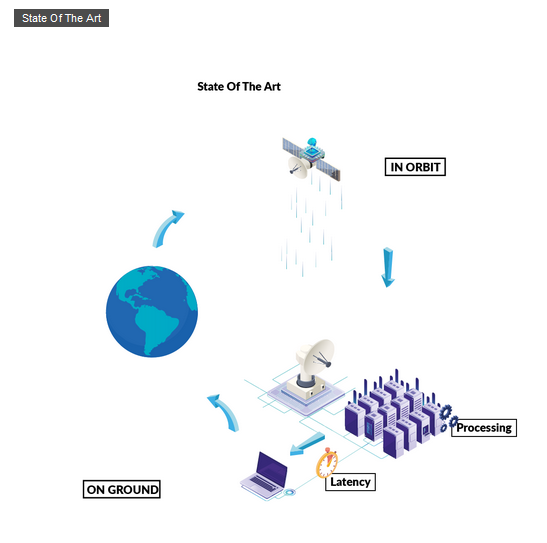 State Of The Art
State Of The Art
IN ORBIT
Processing
Latency
ON GROUND